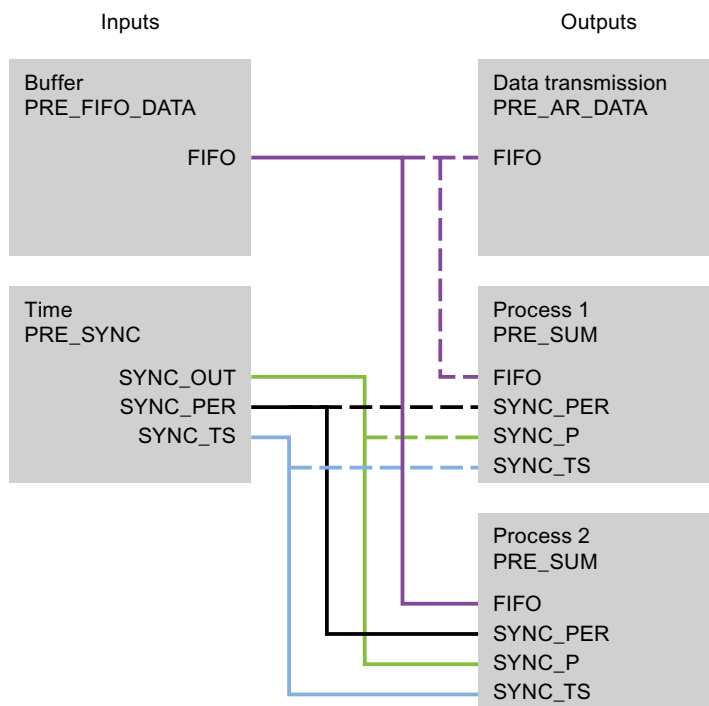 Inputs
Outputs
Buffer
PRE_FIFO_DATA
FIFO
Data transmission
PRE_AR_DATA
FIFO
Time
PRE_SYNC
SYNC_OUT
SYNC_PER
SYNC_TS
Process 1
PRE_SUM
FIFO
SYNC_PER
SYNC_P
SYNC_TS
Process 2
PRE_SUM
FIFO
SYNC_PER
SYNC_P
SYNC_TS